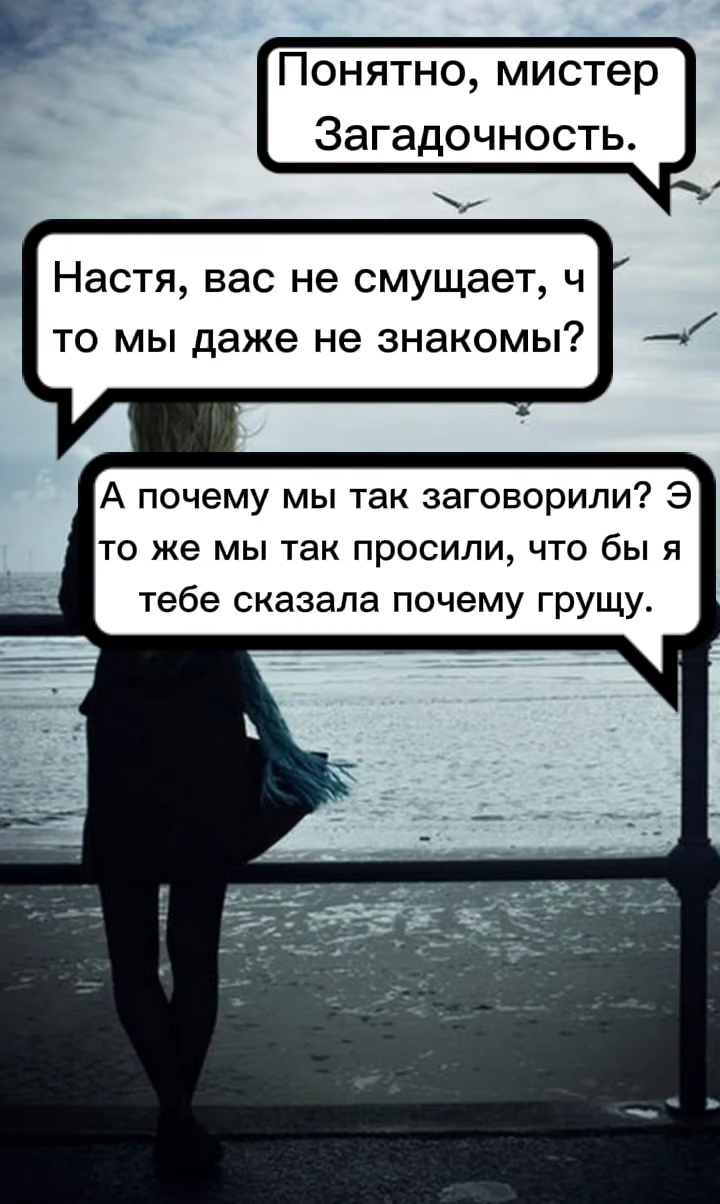 Понятно, мистер
Загадочность.
Настя, вас не смущает, ч
то мы даже не знакомы?
А почему мы так заговорили? Э
то же мы так просили, что бы я
тебе сказала почему грущу.